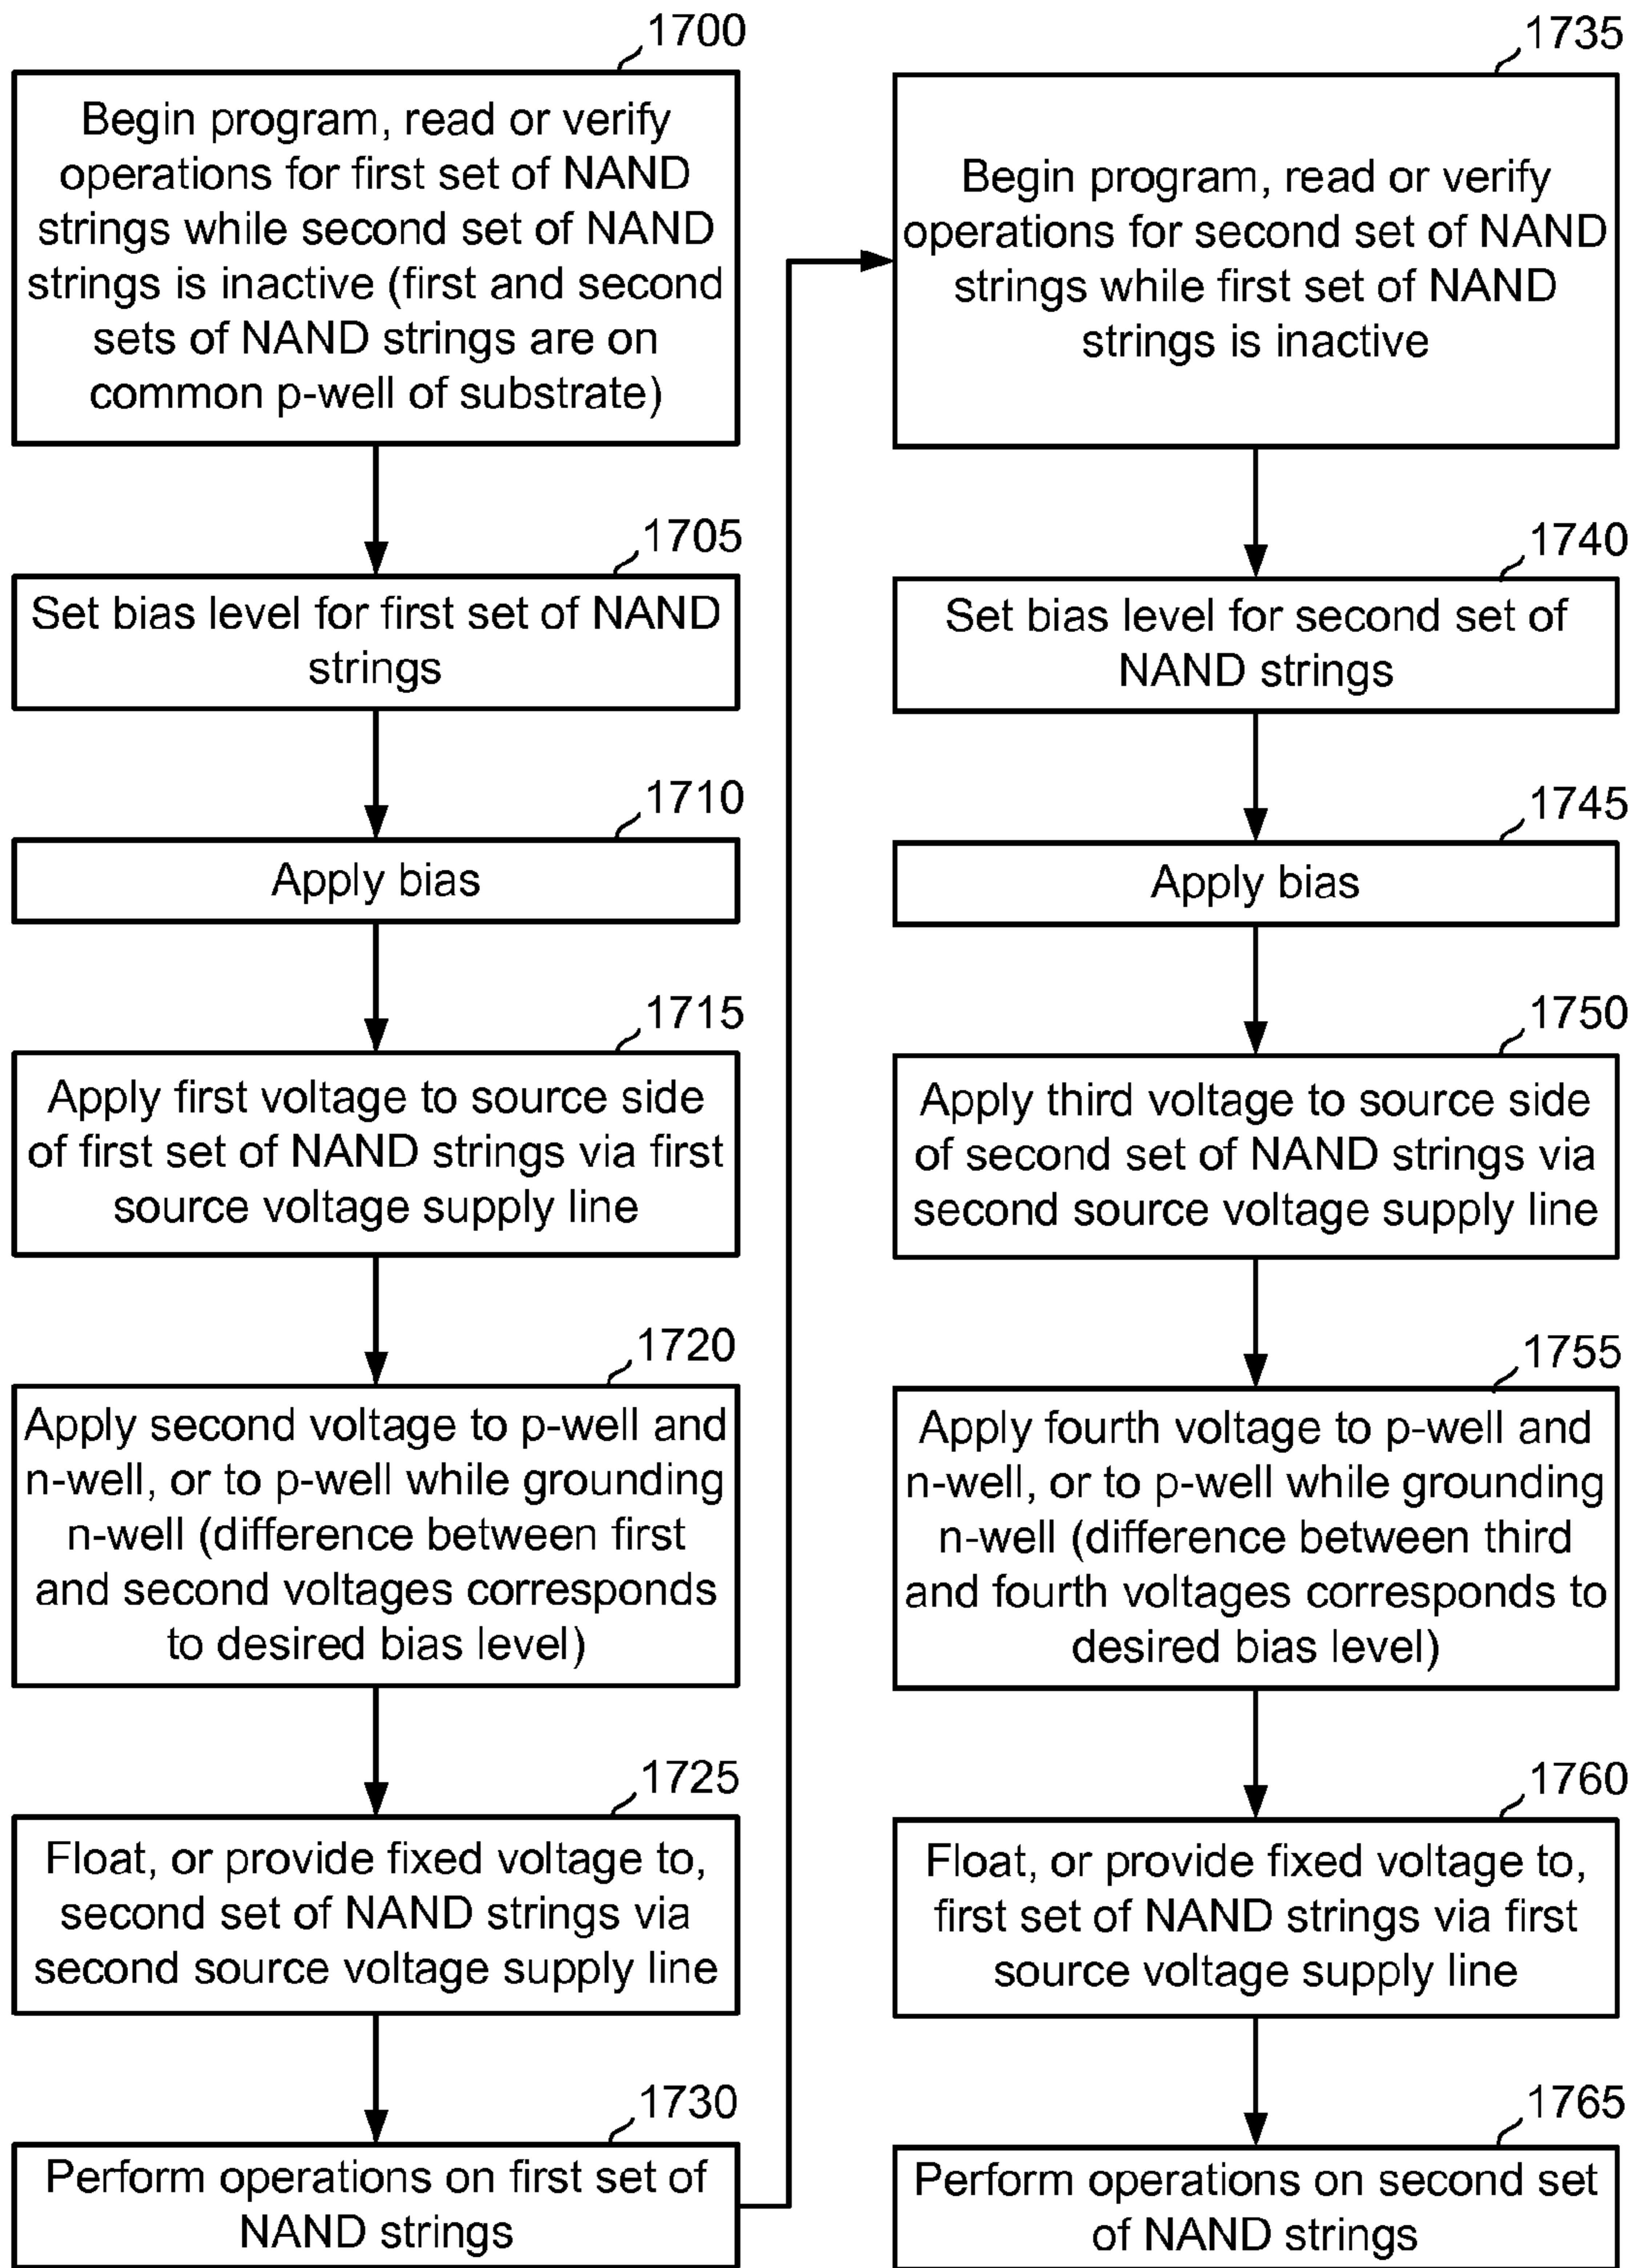 1700
Begin program, read or verify
operations for first set of NAND
strings while second set of NAND
strings is inactive (first and second
sets of NAND strings are on
common p-well of substrate)
1705
Set bias level for first set of NAND
strings
1710
Apply bias
1715
Apply first voltage to source side
of first set of NAND strings via first
source voltage supply line
1720
Apply second voltage to p-well and
n-well, or to p-well while grounding
n-well (difference between first
and second voltages corresponds
to desired bias level)
1725
Float, or provide fixed voltage to,
second set of NAND strings via
second source voltage supply line
1730
Perform operations on first set of
NAND strings
1735
Begin program, read or verify
operations for second set of NAND
strings while first set of NAND
strings is inactive
1740
Set bias level for second set of
NAND strings
1745
Apply bias
1750
Apply third voltage to source side
of second set of NAND strings via
second source voltage supply line
1755
Apply fourth voltage to p-well and
n-well, or to p-well while grounding
n-well (difference between third
and fourth voltages corresponds to
desired bias level)
1760
Float, or provide fixed voltage to,
first set of NAND strings via first
source voltage supply line
1765
Perform operations on second set
of NAND strings